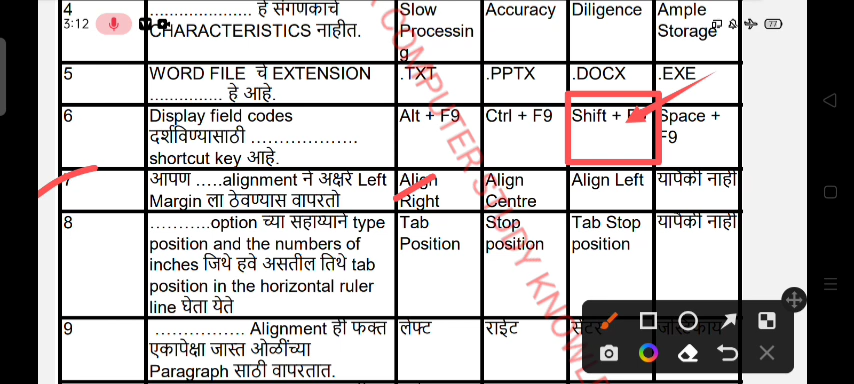 4 ..................... हे संगणकाचे Slow Accuracy Diligence Ample
3:12 CHARACTERISTICS नाहीत. Processin Storage 77
g
5 WORD FILE चे EXTENSION .TXT .PPTX .DOCX .EXE
............... हे आहे.
6 Display field codes Alt + F9 Ctrl + F9 Shift + Space +
दर्शविण्यासाठी ..................... F9
shortcut key आहे.
7 आपण .....alignment ने अक्षरे Left Align Align Align Left यापैकी नाही
Margin ला ठेवण्यास वापरतो Right Centre
8 ...........option च्या सहाय्याने type Tab Stop Tab Stop यापैकी नाही
position and the numbers of Position position position
inches जिथे हवे असतील तिथे tab
position in the horizontal ruler
line घेता येते
9 ................. Alignment ही फक्त लेफ्ट राईट सेंटर
एकापेक्षा जास्त ओळींच्या
Paragraph साठी वापरतात.
COMPUTER STUDY